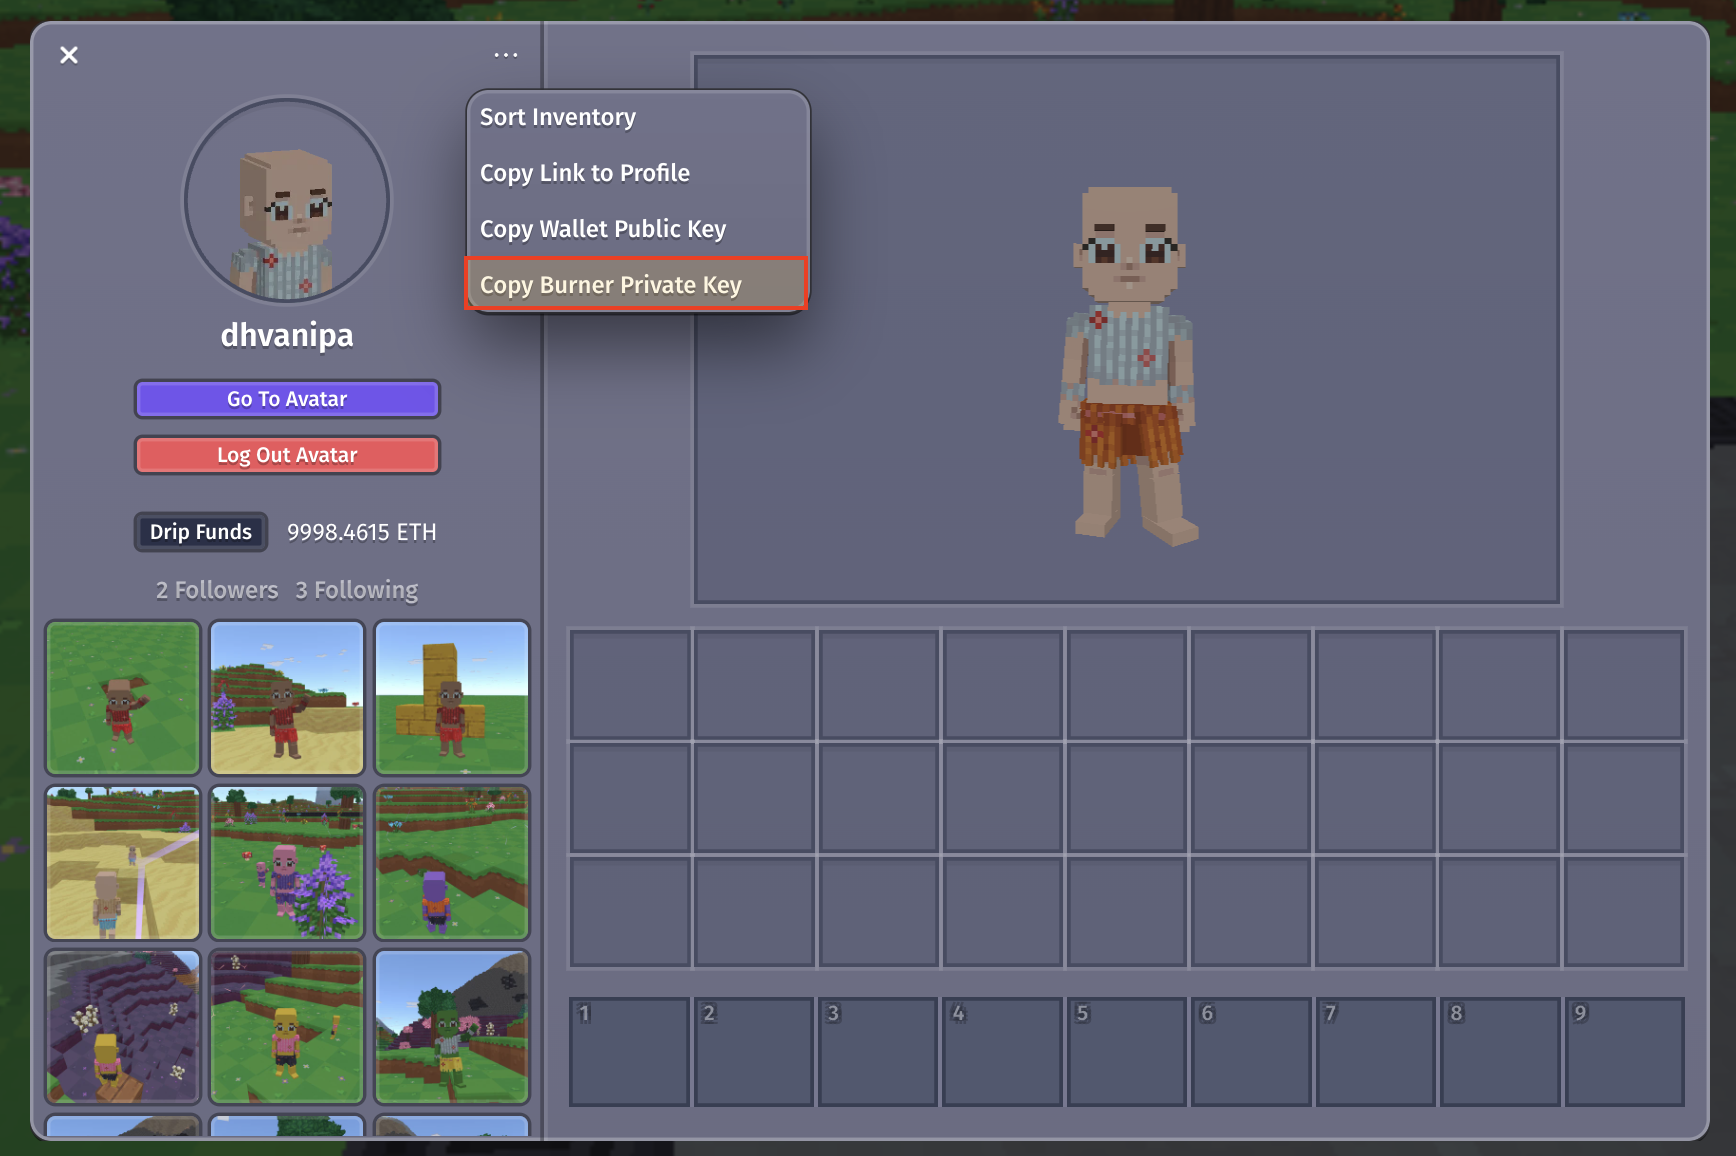 Sort Inventory
Copy Link to Profile
Copy Wallet Public Key
Copy Burner Private Key
dhvanipa
Go To Avatar
Log Out Avatar
Drip Funds 9998.4615 ETH
2 Followers 3 Following
1 2 3 4 5 6 7 8 9